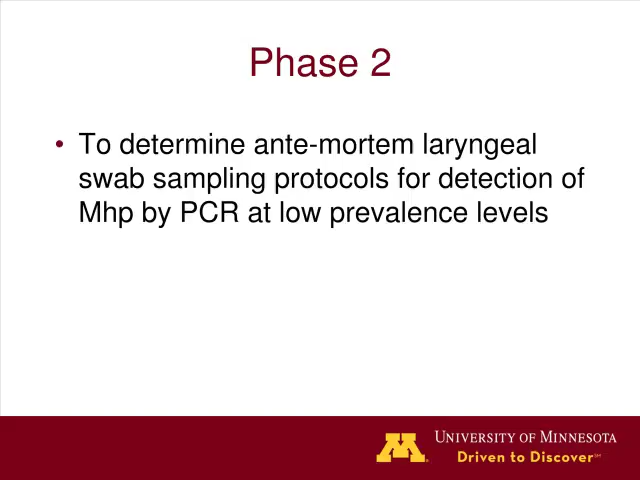 Phase 2
• To determine ante-mortem laryngeal
swab sampling protocols for detection of
Mhp by PCR at low prevalence levels
M
UNIVERSITY OF MINNESOTA
Driven to Discover℠